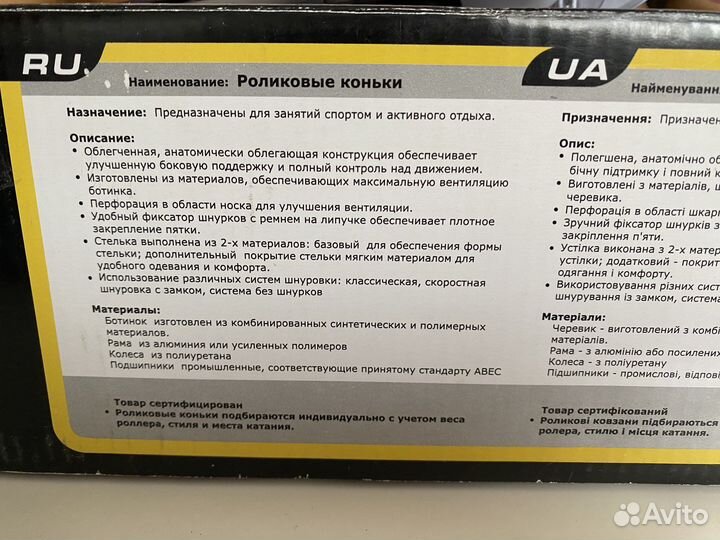 RU
Наименование: Роликовые коньки
Назначение: Предназначены для занятий спортом и активного отдыха.
Описание:
• Облегченная, анатомически облегающая конструкция обеспечивает
улучшенную боковую поддержку и полный контроль над движением.
• Изготовлены из материалов, обеспечивающих максимальную вентиляцию
ботинка.
• Перфорация в области носка для улучшения вентиляции.
• Удобный фиксатор шнурков с ремнем на липучке обеспечивает плотное
закрепление пятки.
• Стелька выполнена из 2-х материалов: базовый для обеспечения формы
стельки; дополнительный покрытие стельки мягким материалом для
удобного одевания и комфорта.
• Использование различных систем шнуровки: классическая, скоростная
шнуровка с замком, система без шнурков
Материалы:
Ботинок изготовлен из комбинированных синтетических и полимерных
материалов.
Рама из алюминия или усиленных полимеров
Колеса из полиуретана
Подшипники промышленные, соответствующие принятому стандарту ABEC
Товар сертифицирован
• Роликовые коньки подбираются индивидуально с учетом веса
роллера, стиля и места катания.
UA
Найменуванн
Призначення: Призначен
Опис:
• Полегшена, анатомічно об
бічну підтримку і повний к
• Виготовлені з матеріалів, щ
черевика.
• Перфорація в області шкар
• Зручний фіксатор шнурків з
закріплення п'яти.
• Устілка виконана з 2-х матер
устілки; додатковий - покрит
одягання і комфорту.
• Використовування різних сист
шнурування із замком, система
Матеріали:
Черевик - виготовлений з комбі
матеріалів.
Рама - з алюмінію або посилених
Колеса - з поліуретану
Підшипники - промислові, відпові
Товар сертифікований
• Роликові ковзани підбираються
ролера, стилю і місця катання.
Avito